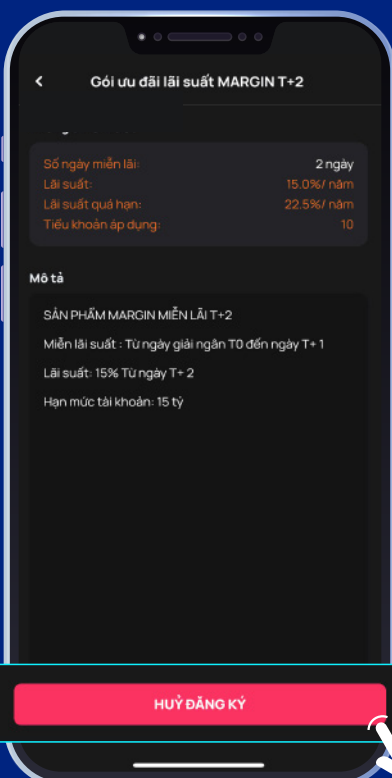 Gói ưu đãi lãi suất MARGIN T+2
Số ngày miễn lãi: 2 ngày
Lãi suất: 15.0%/ năm
Lãi suất quá hạn: 22.5%/ năm
Tiểu khoản áp dụng: 10
Mô tả
SẢN PHẨM MARGIN MIỄN LÃI T+2
Miễn lãi suất : Từ ngày giải ngân T0 đến ngày T+ 1
Lãi suất: 15% Từ ngày T+ 2
Hạn mức tài khoản: 15 tỷ
HUỶ ĐĂNG KÝ